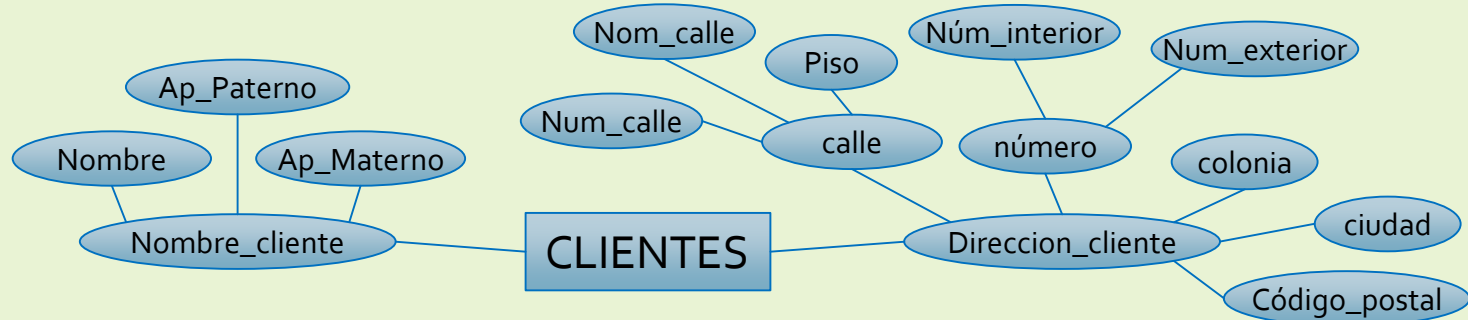 Nom_calle
Núm_interior
Num_exterior
Piso
Ap_Paterno
Num_calle
calle
número
Nombre
Ap_Materno
colonia
Nombre_cliente
CLIENTES
Direccion_cliente
ciudad
Código_postal